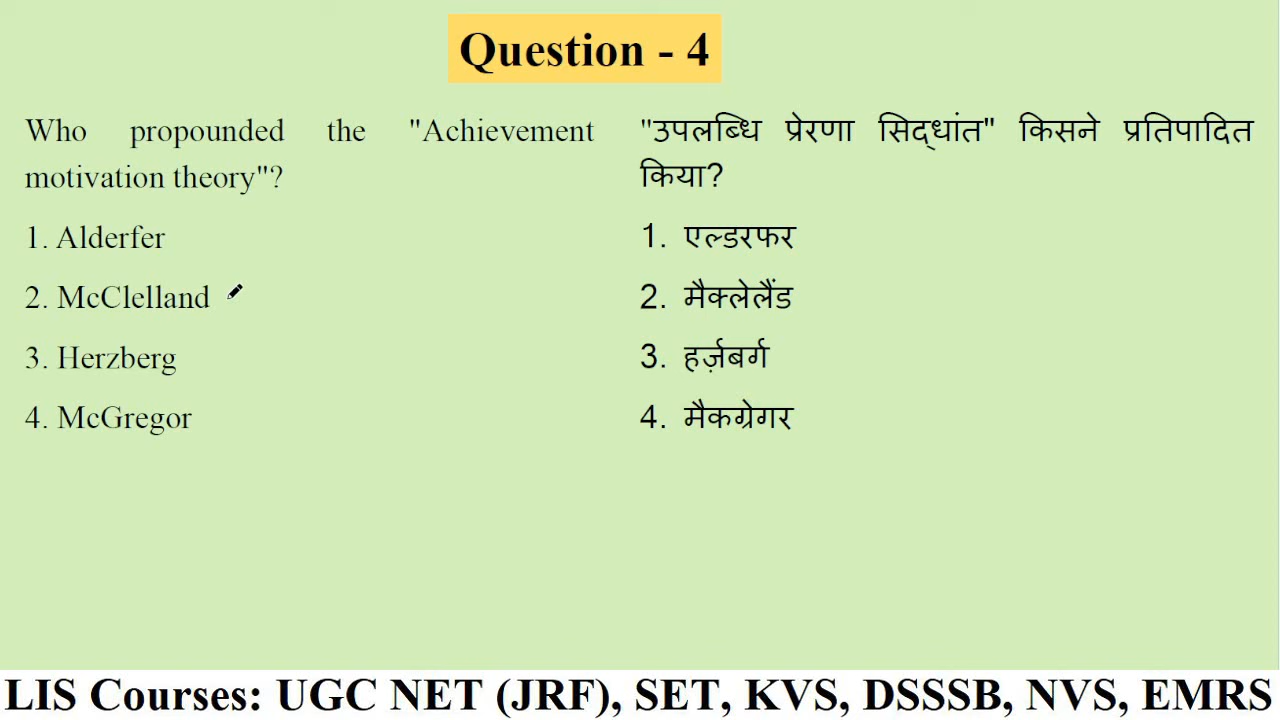 Question - 4
Who propounded the "Achievement
motivation theory"?
1. Alderfer
2. McClelland
3. Herzberg
4. McGregor
"उपलब्धि प्रेरणा सिद्धांत" किसने प्रतिपादित
किया?
1. एल्डरफर
2. मैक्लेलैंड
3. हर्ज़बर्ग
4. मैकग्रेगर
LIS Courses: UGC NET (JRF), SET, KVS, DSSSB, NVS, EMRS